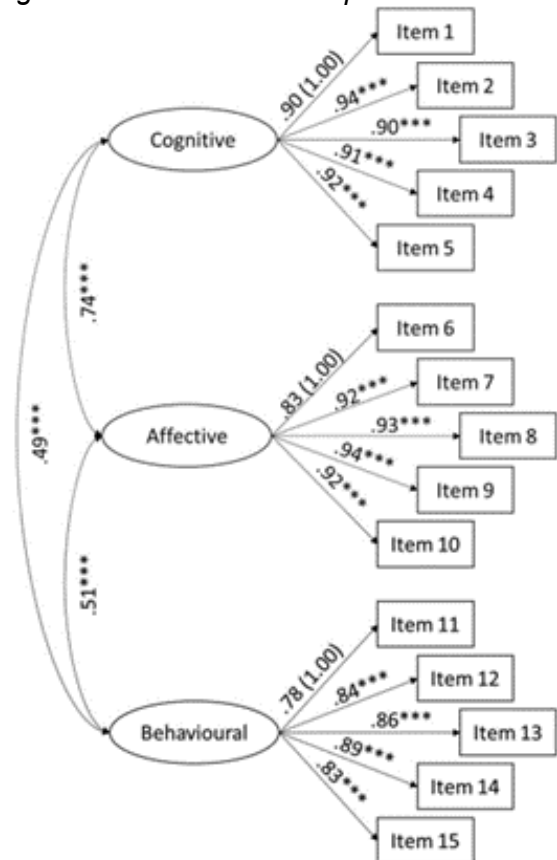 Item 1
.90 (1.00)
Item 2
.94***
Cognitive
.90***
Item 3
.91***
Item 4
.92***
Item 5
.74***
.49***
Item 6
.83 (1.00)
Item 7
.92***
Affective
.93***
Item 8
.94***
Item 9
.92***
Item 10
.51***
Item 11
.78 (1.00)
Item 12
.84***
Behavioural
.86***
Item 13
.89***
Item 14
.83***
Item 15